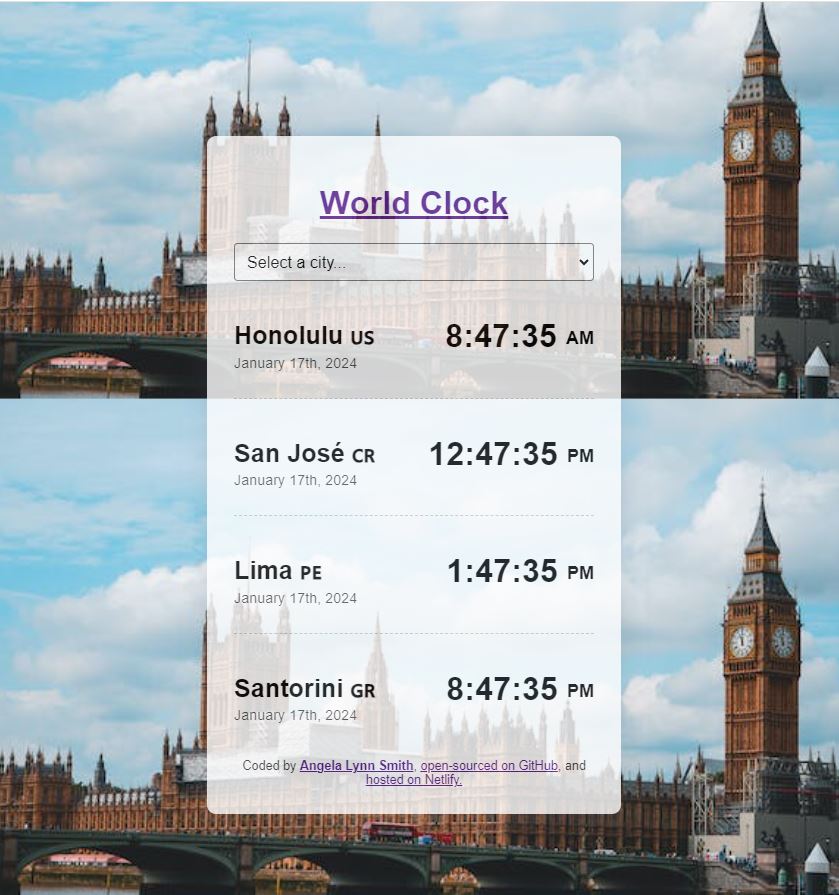 World Clock
Select a city...
Honolulu US 8:47:35 AM
January 17th, 2024
San José CR 12:47:35 PM
January 17th, 2024
Lima PE 1:47:35 PM
January 17th, 2024
Santorini GR 8:47:35 PM
January 17th, 2024
Coded by Angela Lynn Smith, open-sourced on GitHub, and
hosted on Netlify.